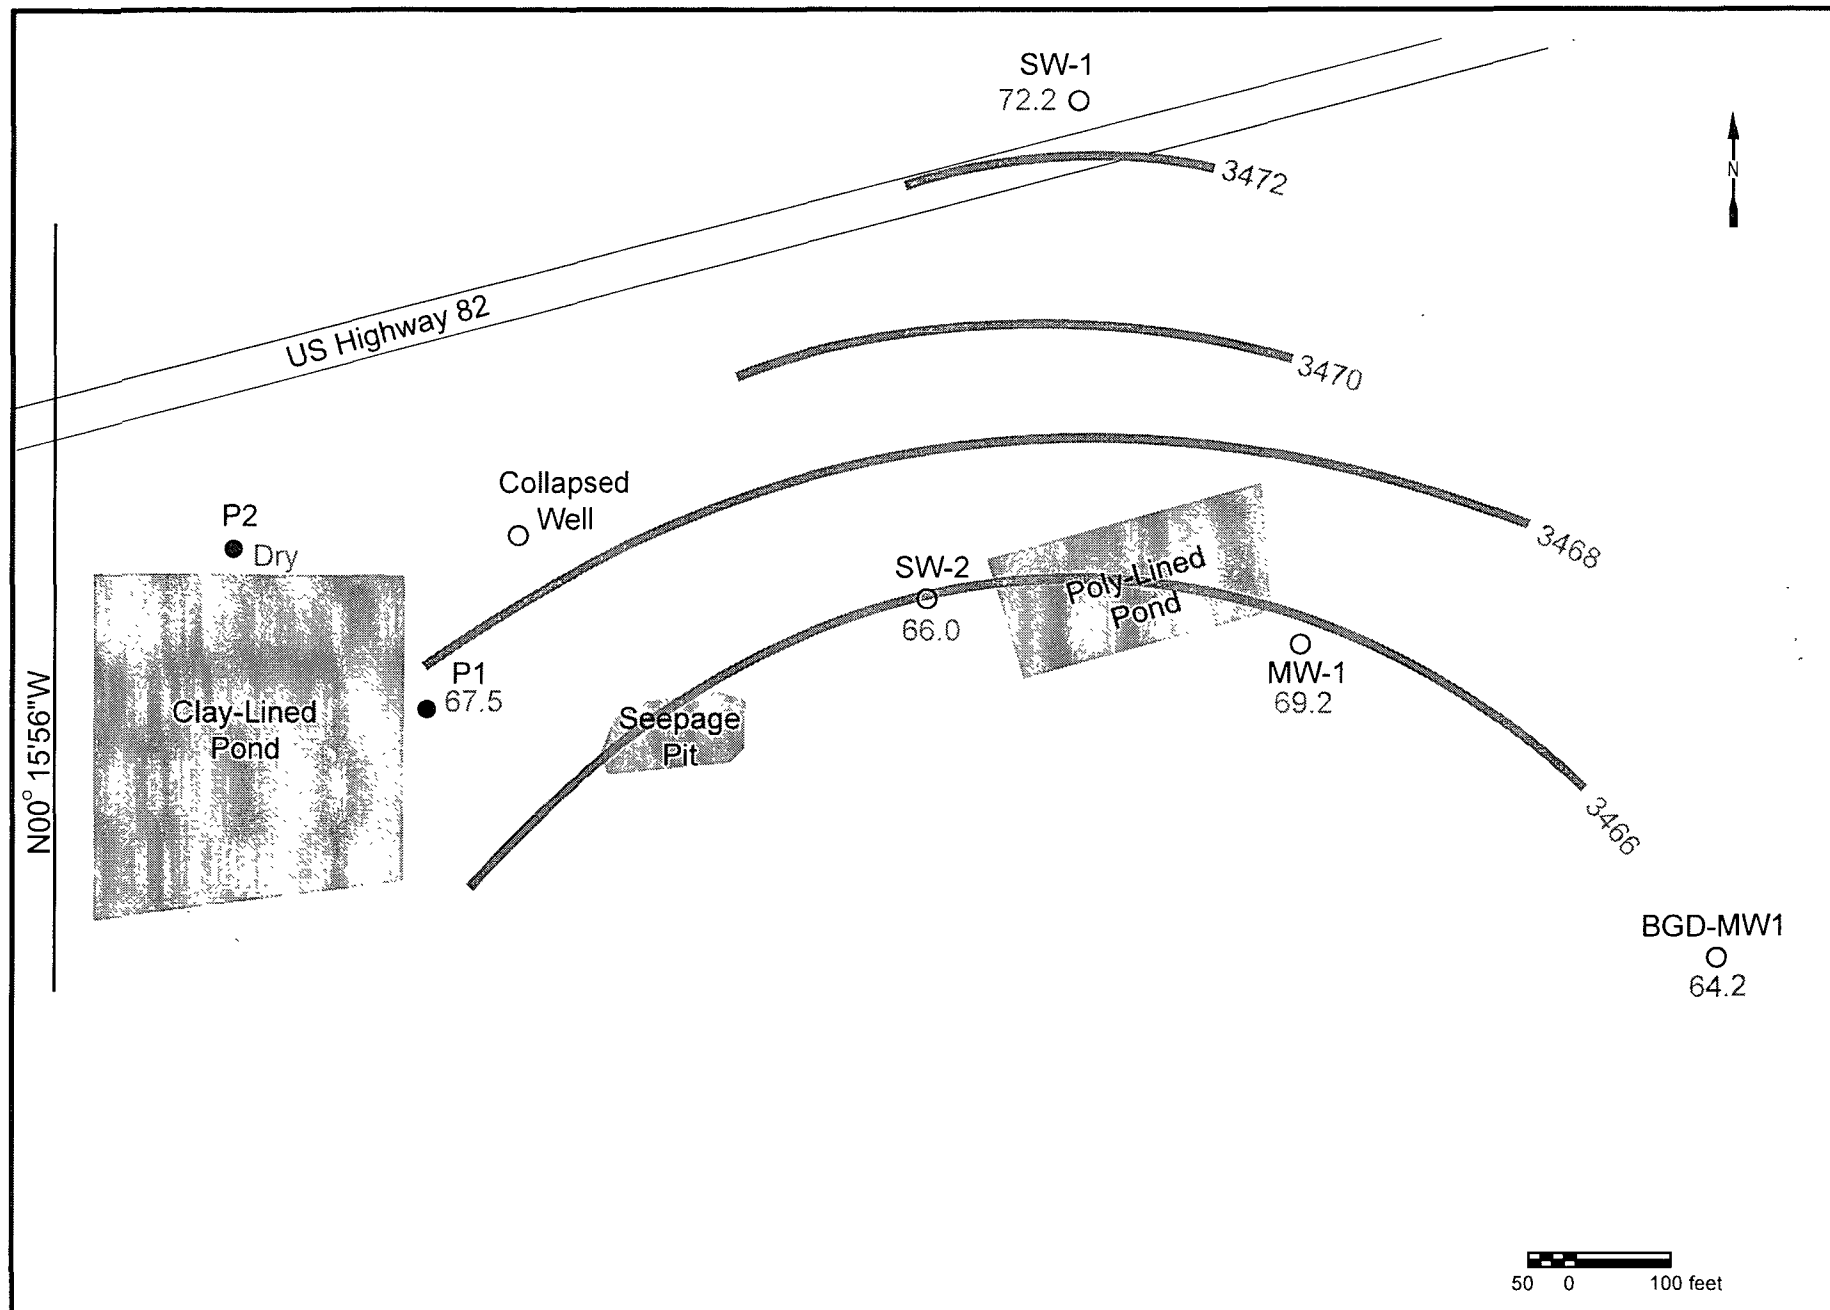 SW-1
72.2
N
3472
US Highway 82
3470
Collapsed
Well
3468
P2
Dry
SW-2
66.0
Poly-Lined
Pond
P1
67.5
MW-1
69.2
Clay-Lined
Pond
Seepage
Pit
N00° 15'56"W
3466
BGD-MW1
64.2
50 0 100 feet